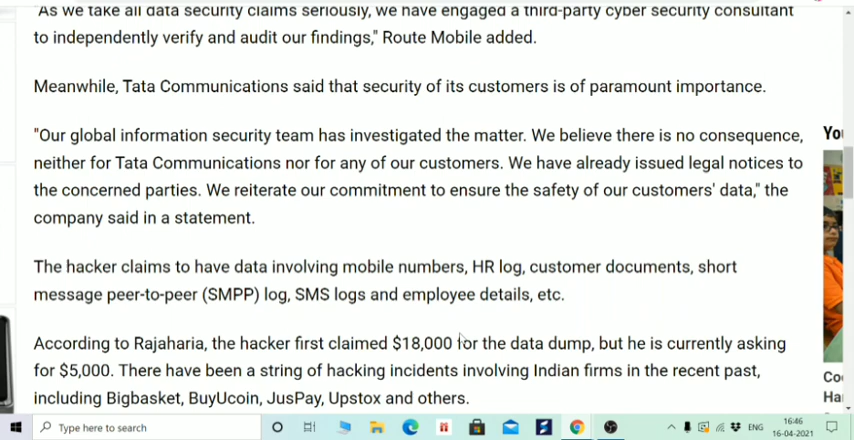 "As we take all data security claims seriously, we have engaged a third-party cyber security consultant
to independently verify and audit our findings," Route Mobile added.
Meanwhile, Tata Communications said that security of its customers is of paramount importance.
"Our global information security team has investigated the matter. We believe there is no consequence,
neither for Tata Communications nor for any of our customers. We have already issued legal notices to
the concerned parties. We reiterate our commitment to ensure the safety of our customers' data," the
company said in a statement.
The hacker claims to have data involving mobile numbers, HR log, customer documents, short
message peer-to-peer (SMPP) log, SMS logs and employee details, etc.
According to Rajaharia, the hacker first claimed $18,000 for the data dump, but he is currently asking
for $5,000. There have been a string of hacking incidents involving Indian firms in the recent past,
including Bigbasket, BuyUcoin, JusPay, Upstox and others.
Yo
Co
Ha
Type here to search
ENG
16:46
16-04-2021